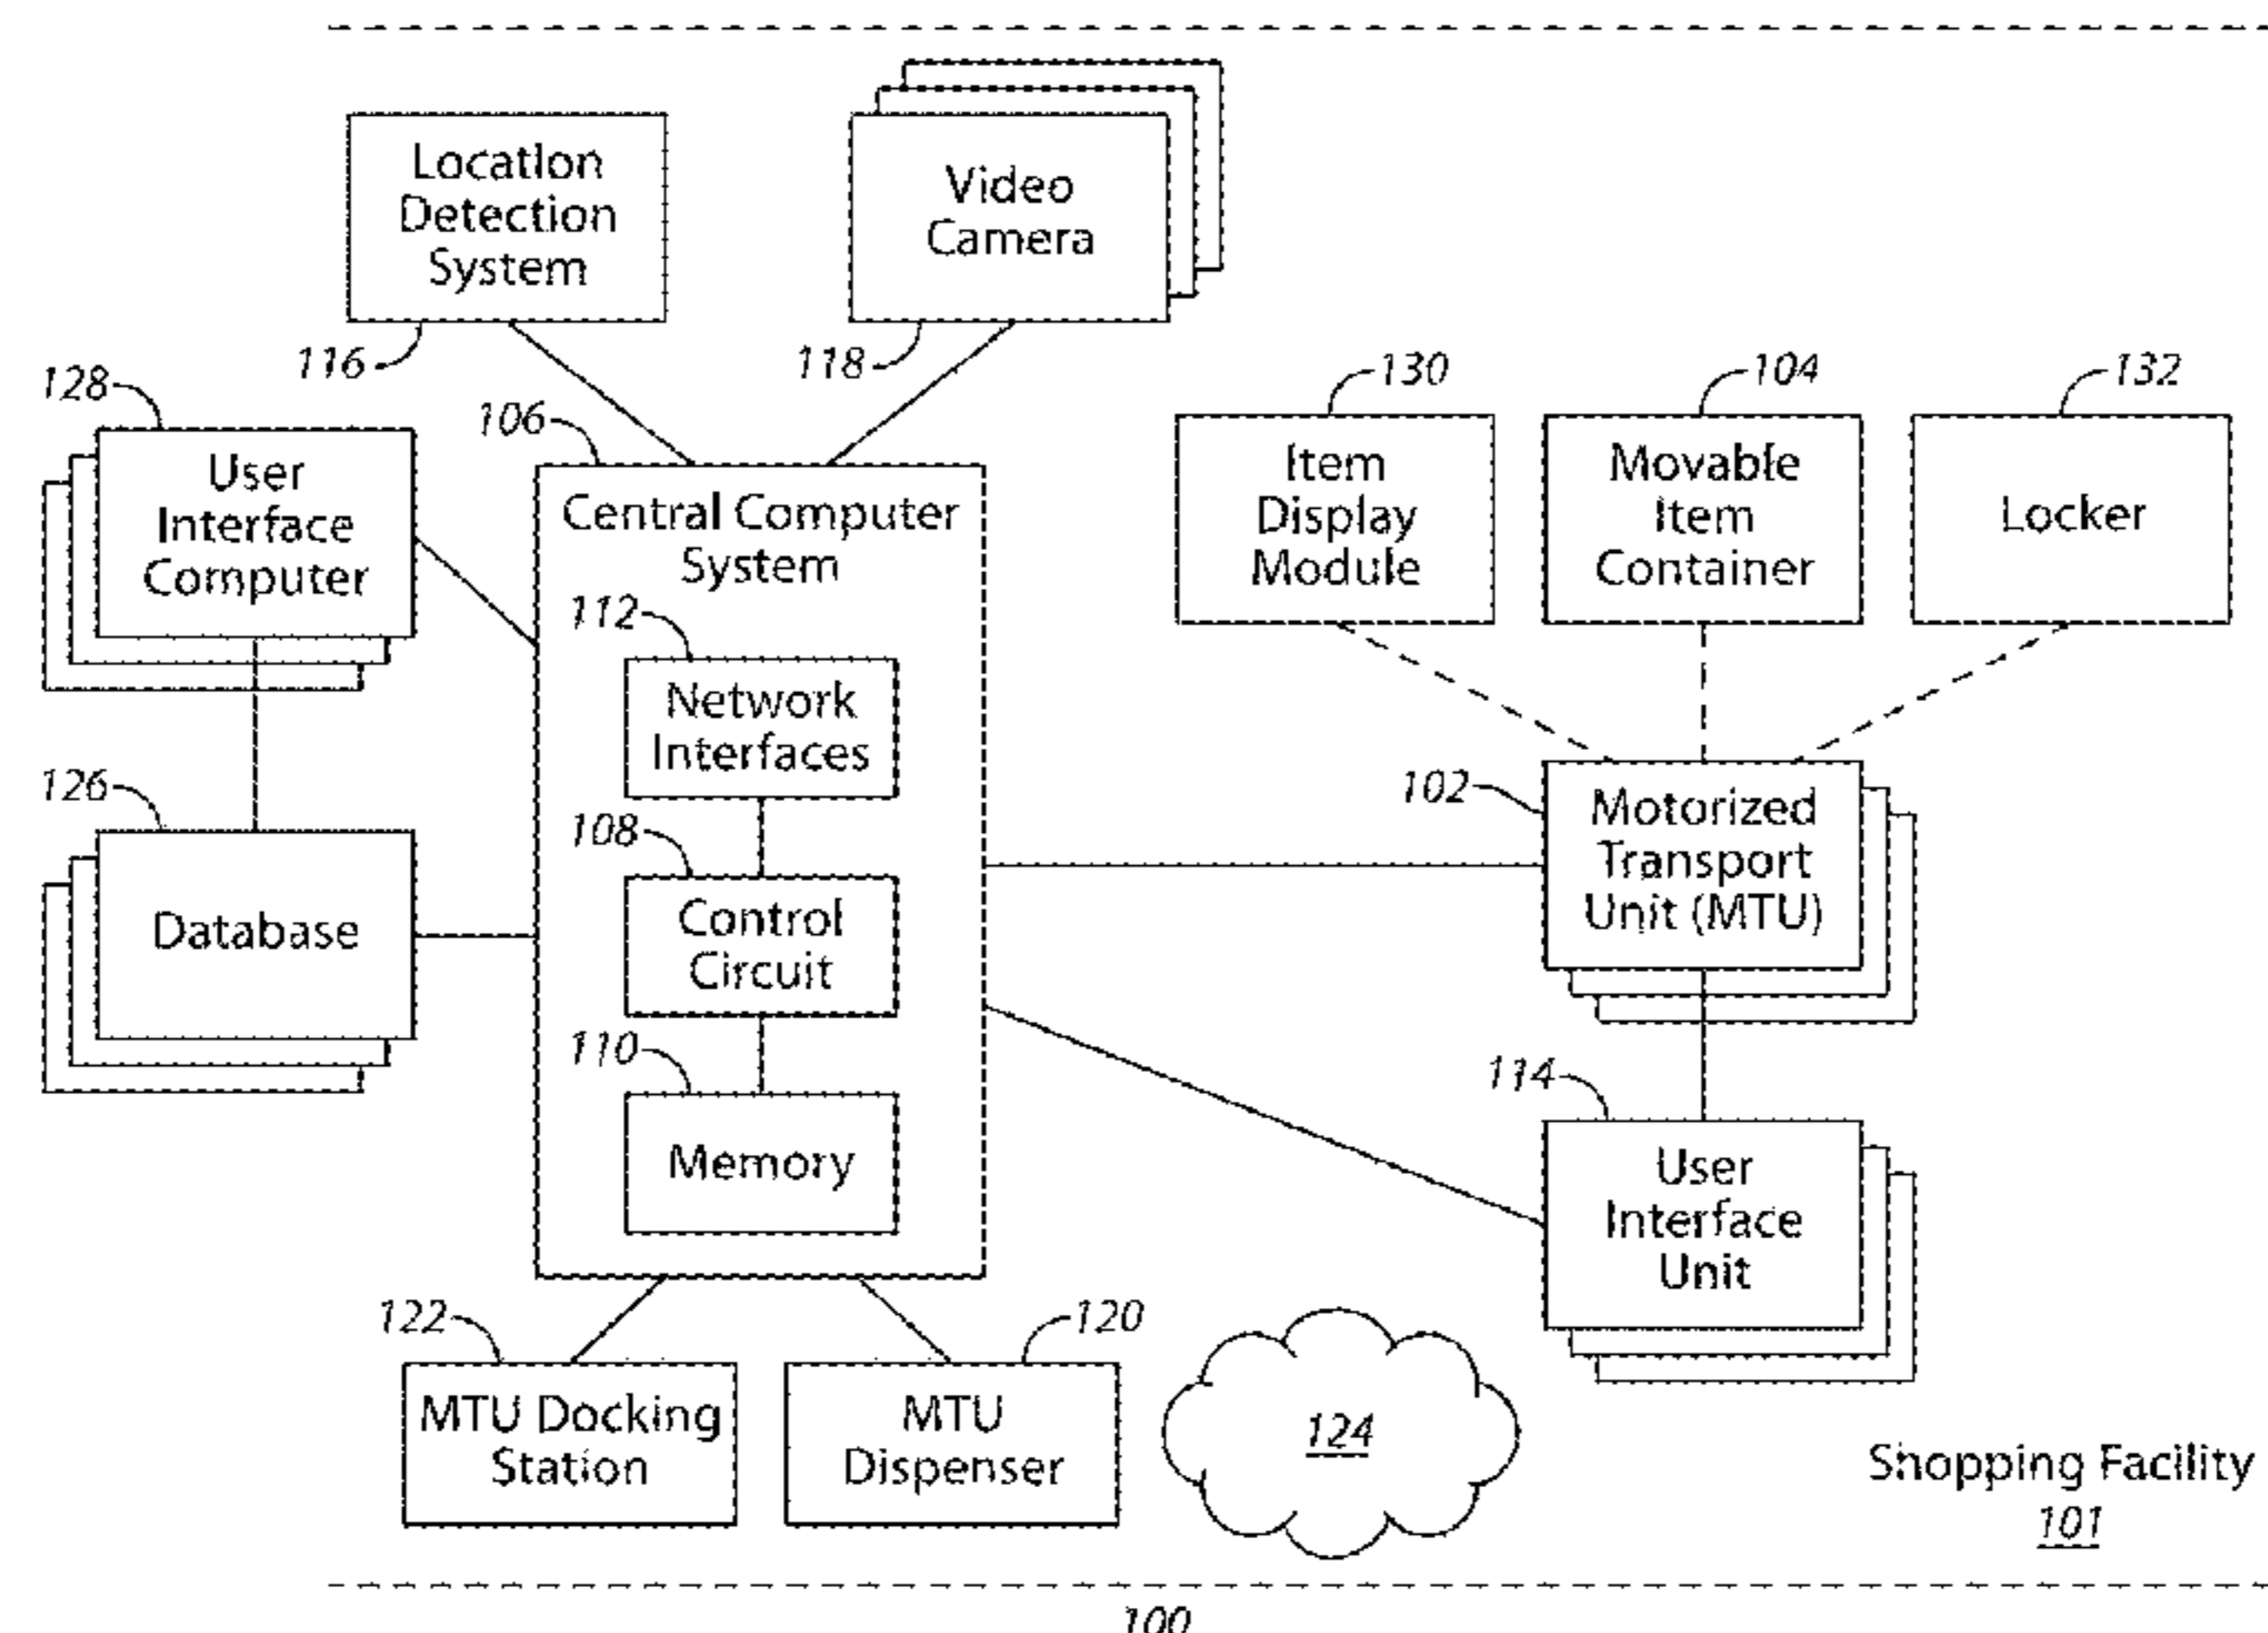 Location
Detection
System
116
Video
Camera
118
128
User
Interface
Computer
106
Central Computer
System
112
Network
Interfaces
108
Control
Circuit
110
Memory
126
Database
130
Item
Display
Module
104
Movable
Item
Container
132
Locker
102
Motorized
Transport
Unit (MTU)
114
User
Interface
Unit
122
MTU Docking
Station
120
MTU
Dispenser
124
Shopping Facility
101
100